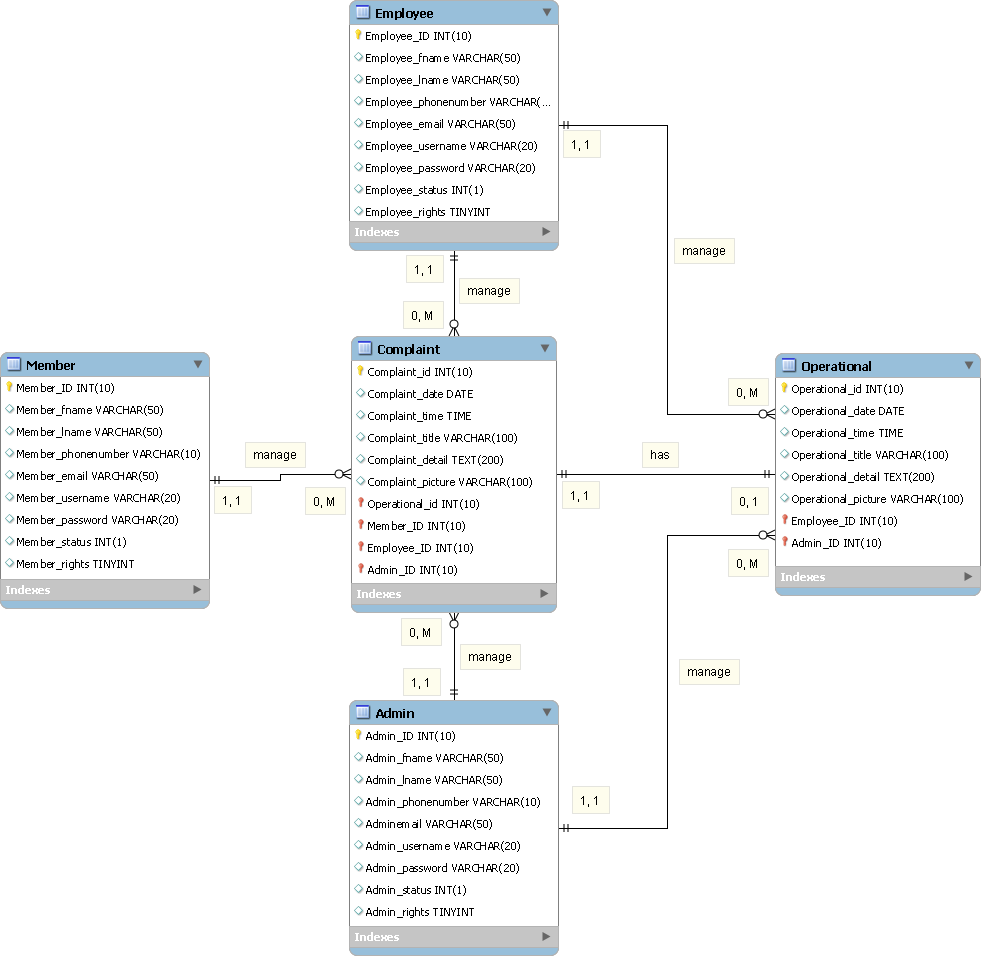 Employee
Employee_ID INT(10)
Employee_fname VARCHAR(50)
Employee_lname VARCHAR(50)
Employee_phonenumber VARCHAR(...
Employee_email VARCHAR(50)
Employee_username VARCHAR(20)
Employee_password VARCHAR(20)
Employee_status INT(1)
Employee_rights TINYINT
Indexes
1, 1
manage
1, 1
manage
0, M
Member
Member_ID INT(10)
Member_fname VARCHAR(50)
Member_lname VARCHAR(50)
Member_phonenumber VARCHAR(10)
Member_email VARCHAR(50)
Member_username VARCHAR(20)
Member_password VARCHAR(20)
Member_status INT(1)
Member_rights TINYINT
Indexes
manage
1, 1
0, M
Complaint
Complaint_id INT(10)
Complaint_date DATE
Complaint_time TIME
Complaint_title VARCHAR(100)
Complaint_detail TEXT(200)
Complaint_picture VARCHAR(100)
Operational_id INT(10)
Member_ID INT(10)
Employee_ID INT(10)
Admin_ID INT(10)
Indexes
has
1, 1
0, M
0, 1
0, M
Operational
Operational_id INT(10)
Operational_date DATE
Operational_time TIME
Operational_title VARCHAR(100)
Operational_detail TEXT(200)
Operational_picture VARCHAR(100)
Employee_ID INT(10)
Admin_ID INT(10)
Indexes
0, M
manage
1, 1
manage
Admin
Admin_ID INT(10)
Admin_fname VARCHAR(50)
Admin_lname VARCHAR(50)
Admin_phonenumber VARCHAR(10)
Adminemail VARCHAR(50)
Admin_username VARCHAR(20)
Admin_password VARCHAR(20)
Admin_status INT(1)
Admin_rights TINYINT
Indexes
1, 1